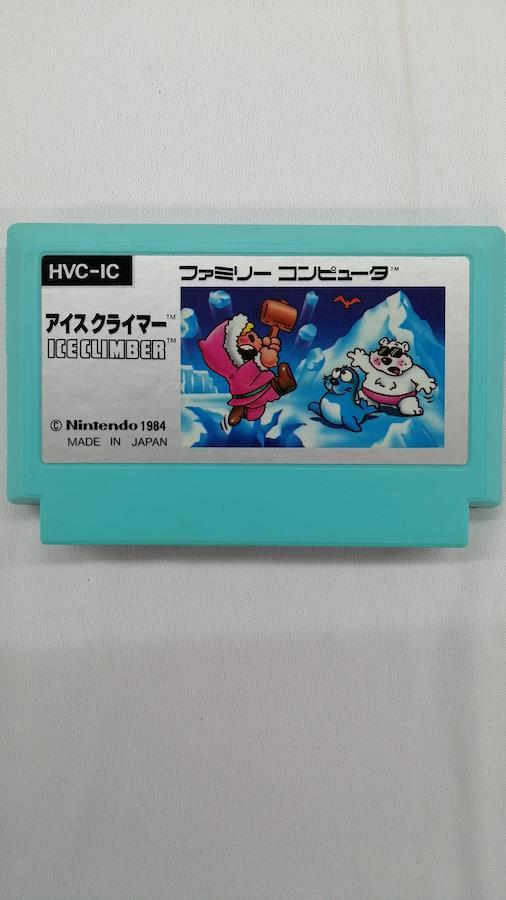 HVC-IC
ファミリー コンピュータ™
アイスクライマー™
ICE CLIMBER™
© Nintendo 1984
MADE IN JAPAN